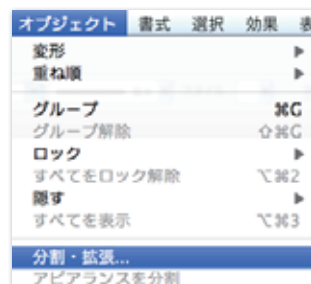 オブジェクト 書式 選択 効果 表
変形
重ね順
グループ ⌘G
グループ解除 ⇧⌘G
ロック
すべてをロック解除 ⌥⌘2
隠す
すべてを表示 ⌥⌘3
分割・拡張...
アピアランスを分割